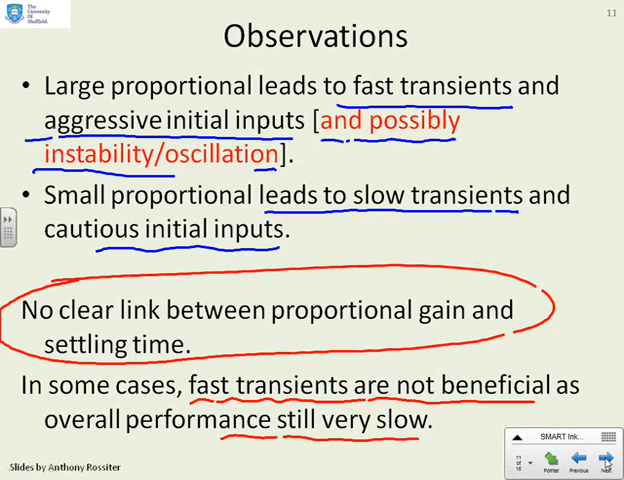 The
University
Of
Sheffield.
11
Observations
• Large proportional leads to fast transients and
aggressive initial inputs [and possibly
instability/oscillation].
• Small proportional leads to slow transients and
cautious initial inputs.
No clear link between proportional gain and
settling time.
In some cases, fast transients are not beneficial as
overall performance still very slow.
SMART Ink...
11
of
16
Pointer
Previous
Next
Slides by Anthony Rossiter